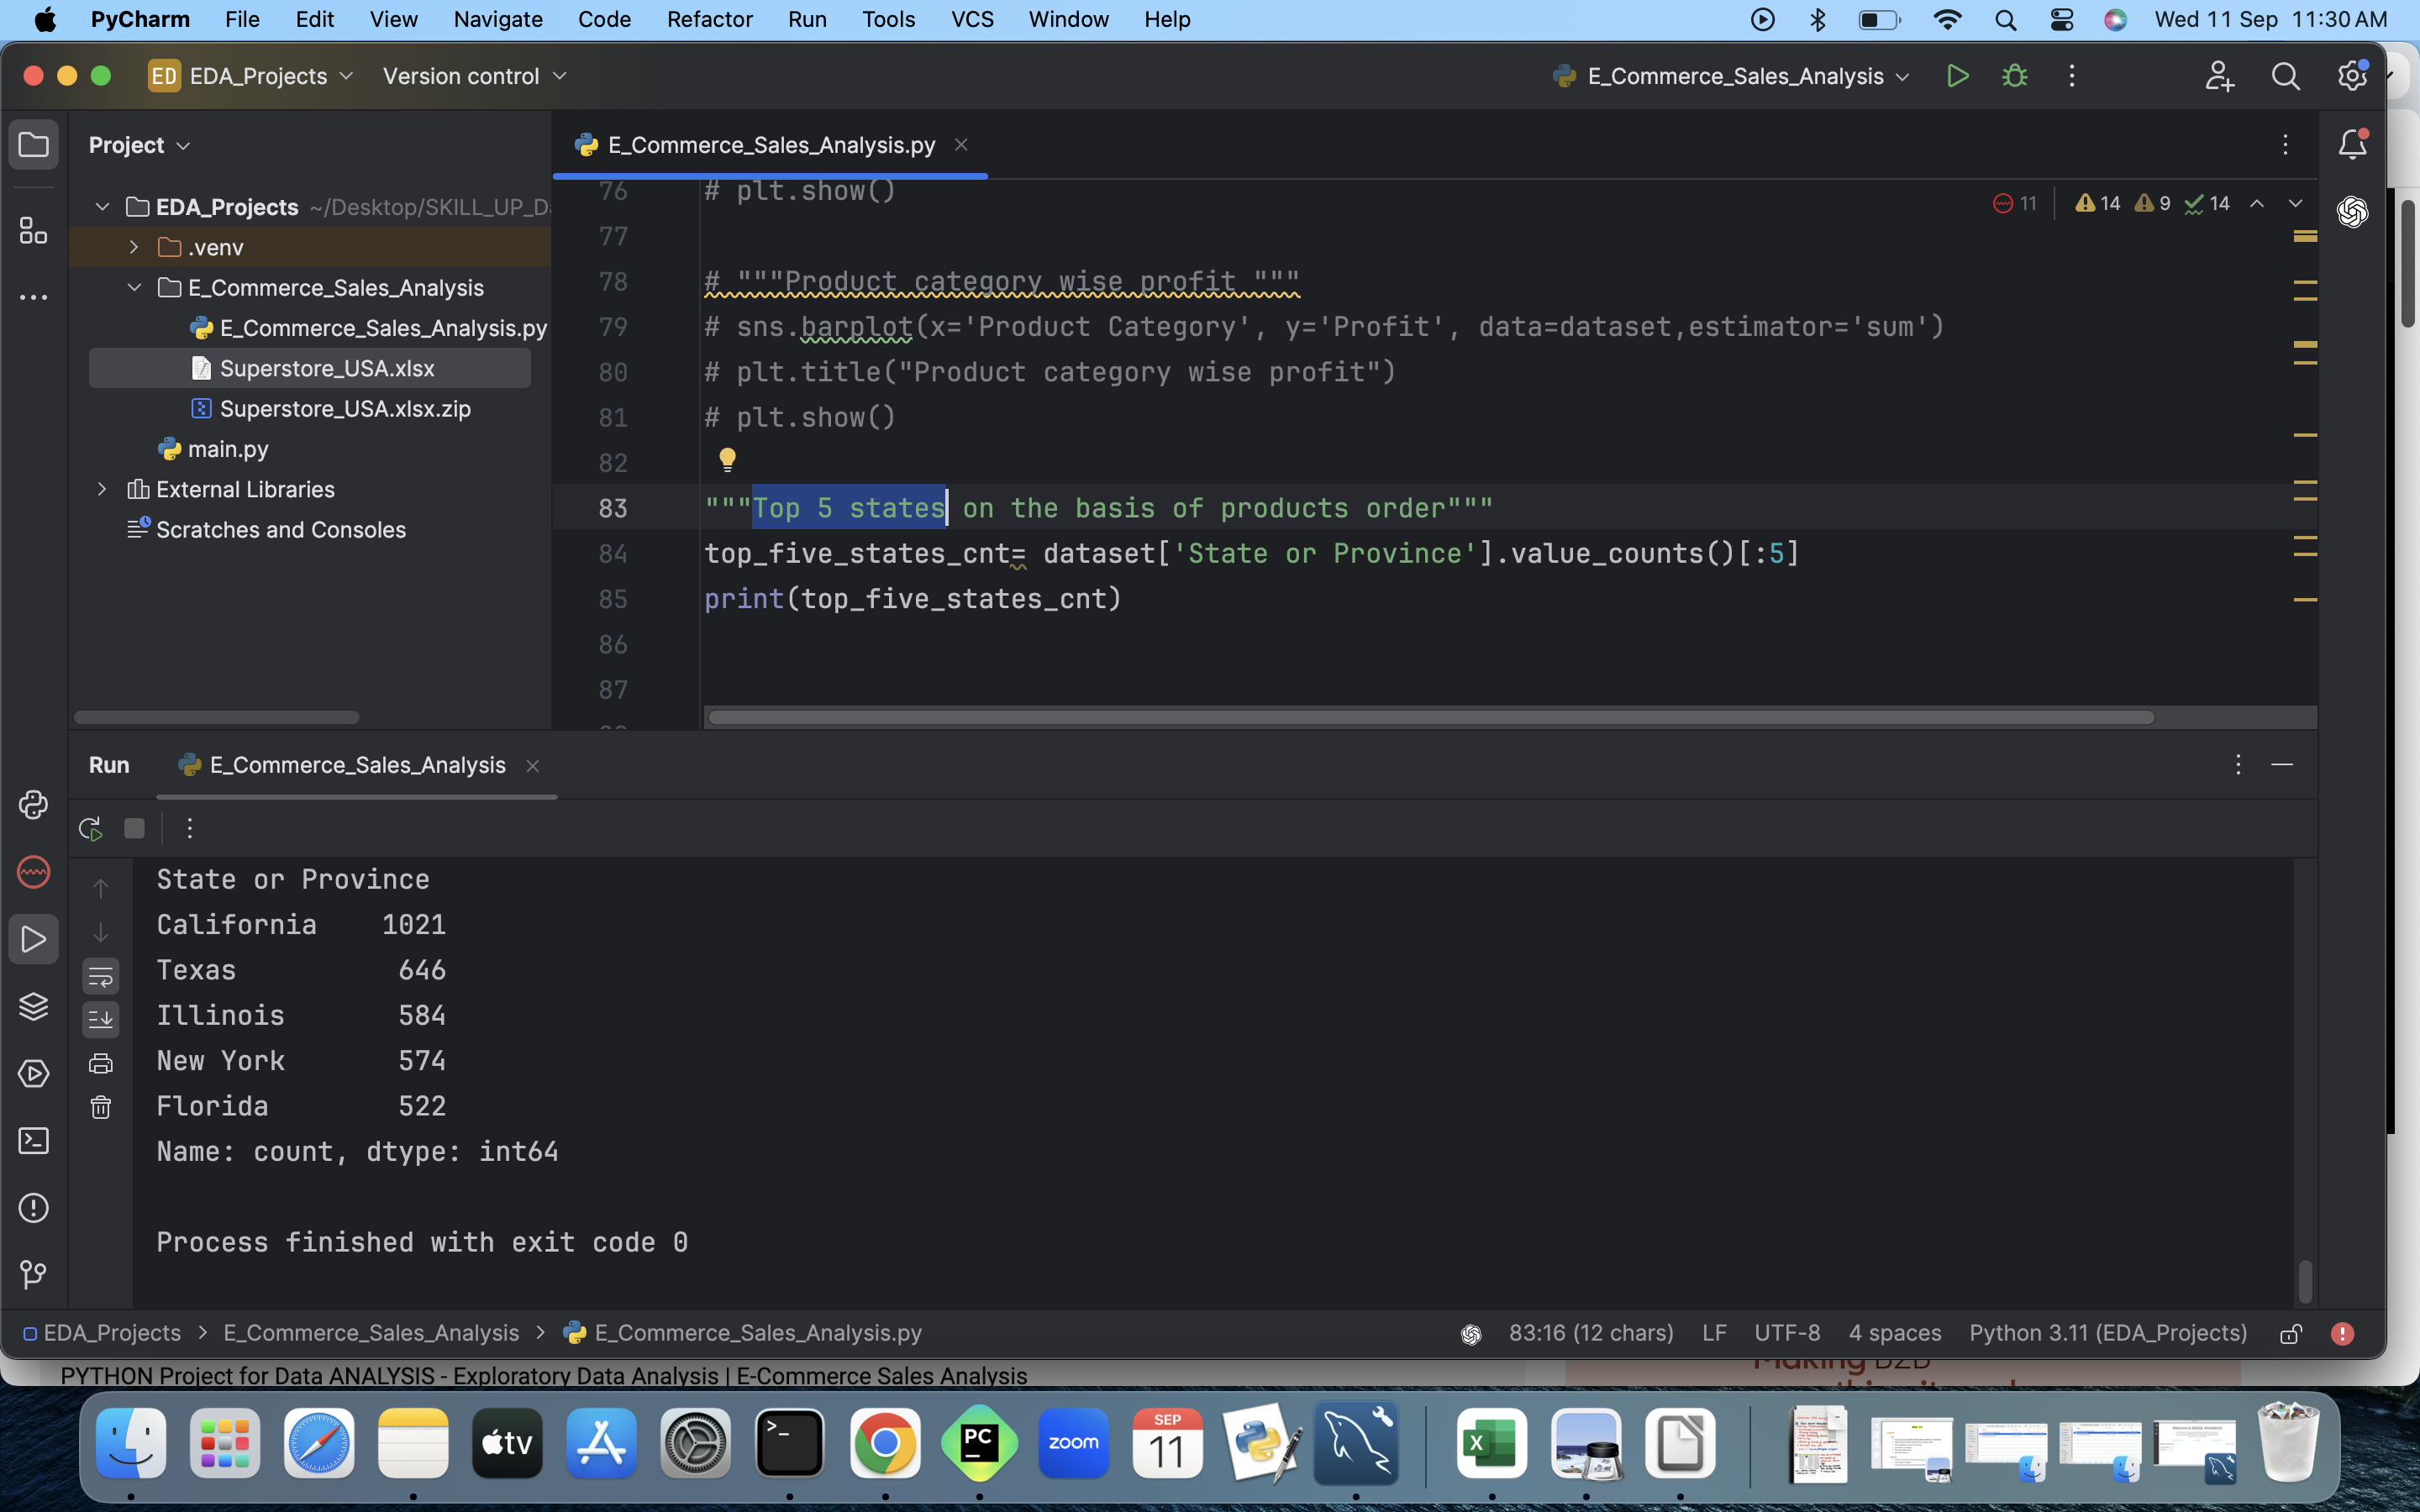 PyCharm File Edit View Navigate Code Refactor Run Tools VCS Window Help Wed 11 Sep 11:30 AM
ED EDA_Projects Version control E_Commerce_Sales_Analysis
Project
E_Commerce_Sales_Analysis.py
EDA_Projects ~/Desktop/SKILL_UP_Da
.venv
E_Commerce_Sales_Analysis
E_Commerce_Sales_Analysis.py
Superstore_USA.xlsx
Superstore_USA.xlsx.zip
main.py
External Libraries
Scratches and Consoles
11 14 9 14
76 # plt.show()
77
78 # """Product category wise profit """
79 # sns.barplot(x='Product Category', y='Profit', data=dataset,estimator='sum')
80 # plt.title("Product category wise profit")
81 # plt.show()
82
83 """Top 5 states on the basis of products order"""
84 top_five_states_cnt= dataset['State or Province'].value_counts()[:5]
85 print(top_five_states_cnt)
86
87
Run E_Commerce_Sales_Analysis
State or Province
California 1021
Texas 646
Illinois 584
New York 574
Florida 522
Name: count, dtype: int64
Process finished with exit code 0
EDA_Projects > E_Commerce_Sales_Analysis > E_Commerce_Sales_Analysis.py 83:16 (12 chars) LF UTF-8 4 spaces Python 3.11 (EDA_Projects)
PYTHON Project for Data ANALYSIS - Exploratory Data Analysis | E-Commerce Sales Analysis
Making B2B
tv
PC
zoom
SEP
11
X